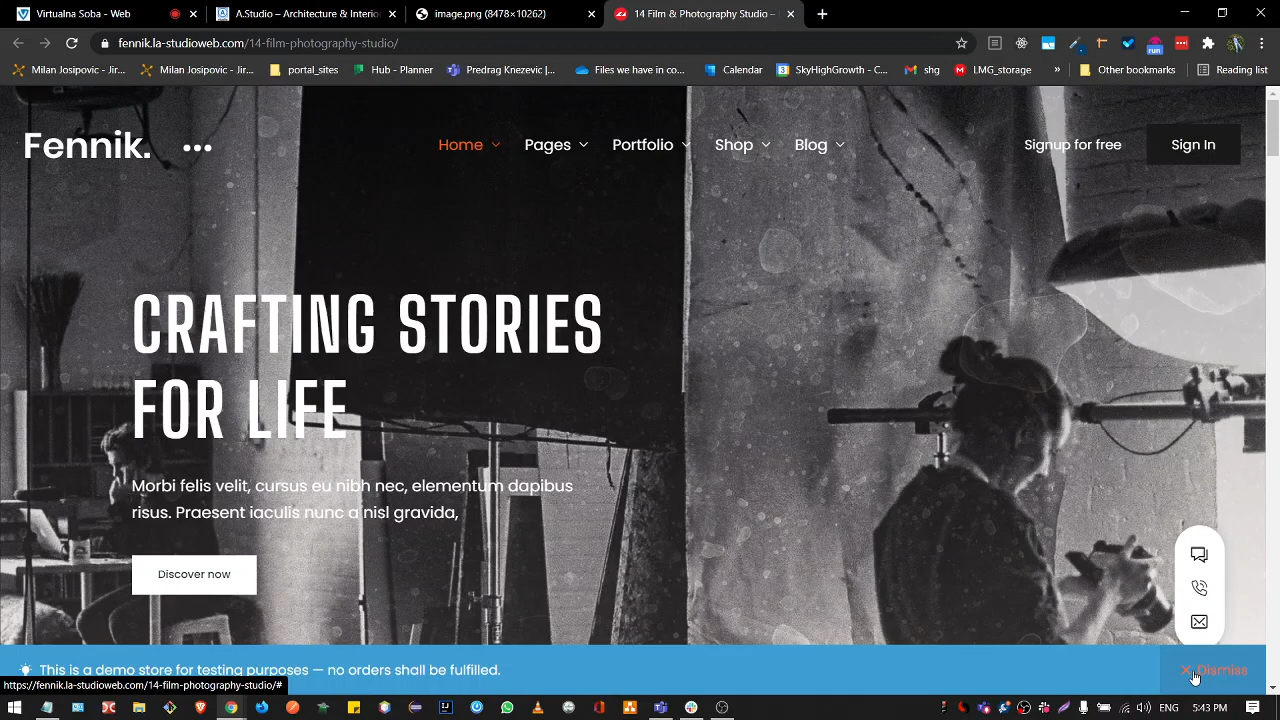 Virtualna Soba - Web
A.Studio – Architecture & Interior
image.png (8478×10262)
14 Film & Photography Studio –
fennik.la-studioweb.com/14-film-photography-studio/
run
Milan Josipovic - Jir...
Milan Josipovic - Jir...
portal_sites
Hub - Planner
Predrag Knezevic |...
Files we have in co...
Calendar
SkyHighGrowth - C...
shg
LMG_storage
»
Other bookmarks
Reading list
Fennik.
Home
Pages
Portfolio
Shop
Blog
Signup for free
Sign In
CRAFTING STORIES
FOR LIFE
Morbi felis velit, cursus eu nibh nec, elementum dapibus
risus. Praesent iaculis nunc a nisl gravida,
Discover now
This is a demo store for testing purposes — no orders shall be fulfilled.
Dismiss
https://fennik.la-studioweb.com/14-film-photography-studio/#
ENG
5:43 PM